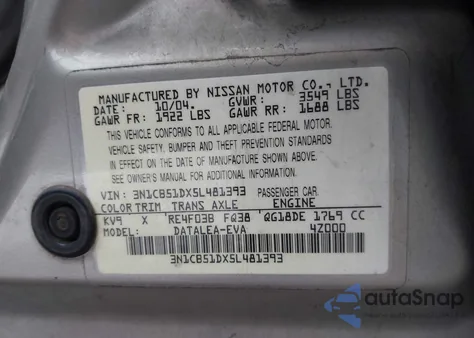 MANUFACTURED BY NISSAN MOTOR CO., LTD.
DATE: 10/04. GVWR: 3549 LBS
GAWR FR: 1922 LBS GAWR RR: 1688 LBS
THIS VEHICLE CONFORMS TO ALL APPLICABLE FEDERAL MOTOR
VEHICLE SAFETY, BUMPER AND THEFT PREVENTION STANDARDS
IN EFFECT ON THE DATE OF MANUFACTURE SHOWN ABOVE.
SEE OWNER'S MANUAL FOR ADDITIONAL INFORMATION.
VIN: 3N1CB51DX5L481393 PASSENGER CAR
COLOR TRIM TRANS AXLE ENGINE
KV9 X RE4F03B FQ38 QG18DE 1769 CC
MODEL: DATALEA-EVA 4Z000
3N1CB51DX5L481393
autoSnap